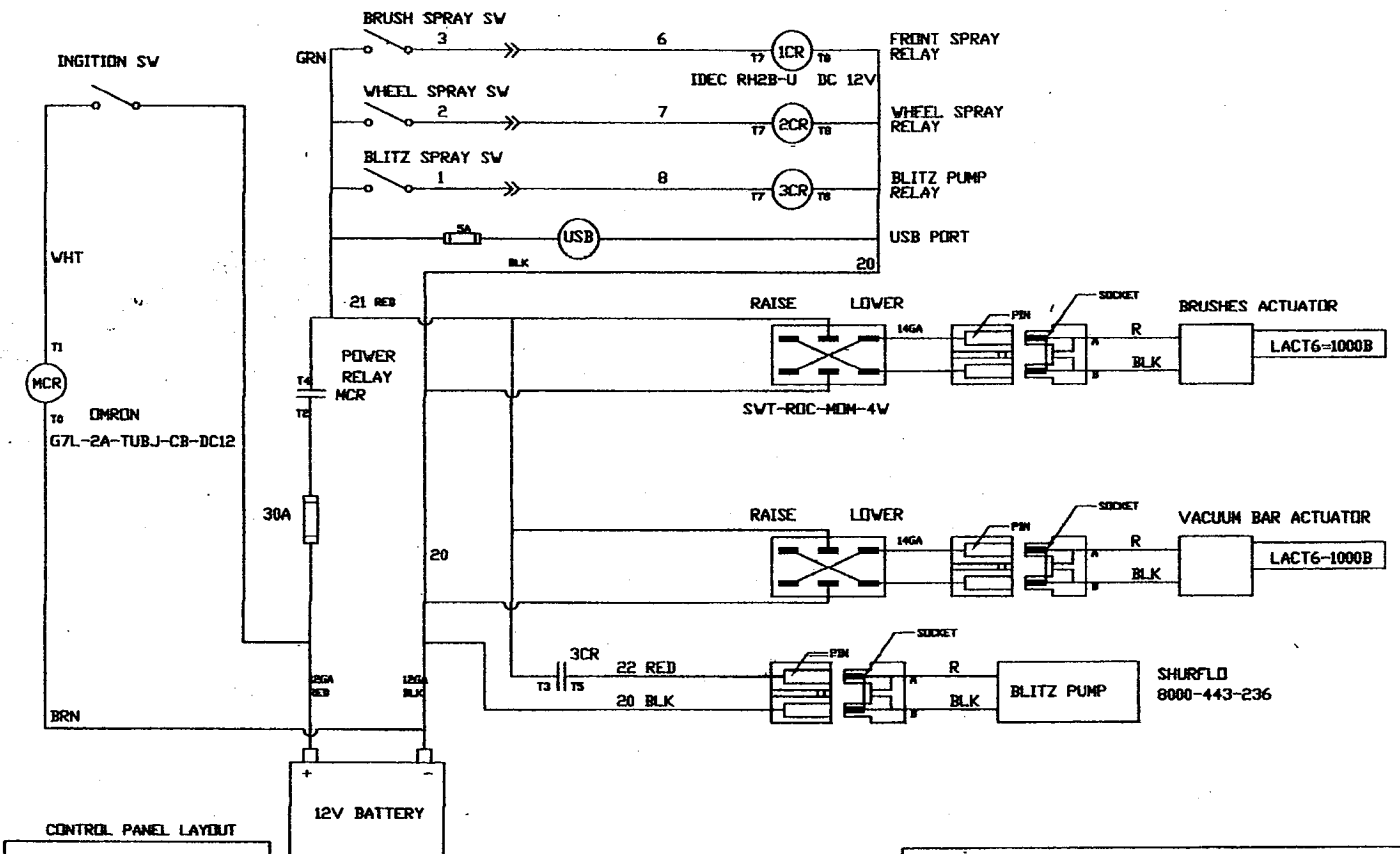 BRUSH SPRAY SW
3
6
GRN
T7
1CR
T8
FRONT SPRAY
RELAY
INGITION SW
IDEC RH2B-U DC 12V
WHEEL SPRAY SW
2
7
T7
2CR
T8
WHEEL SPRAY
RELAY
BLITZ SPRAY SW
1
8
T7
3CR
T8
BLITZ PUMP
RELAY
5A
USB
USB PORT
WHT
BLK
20
21 RED
RAISE
LOWER
SOCKET
BRUSHES ACTUATOR
PIN
14GA
R
A
LACT6-1000B
BLK
B
T1
MCR
T0
OMRON
G7L-2A-TUBJ-CB-DC12
POWER
RELAY
MCR
T4
T2
SWT-ROC-MOM-4W
30A
20
RAISE
LOWER
SOCKET
VACUUM BAR ACTUATOR
PIN
14GA
R
A
LACT6-1000B
BLK
B
3CR
T3
T5
22 RED
20 BLK
PIN
SOCKET
R
A
BLK
B
BLITZ PUMP
SHURFLO
8000-443-236
12GA
RED
12GA
BLK
BRN
+
-
12V BATTERY
CONTROL PANEL LAYOUT